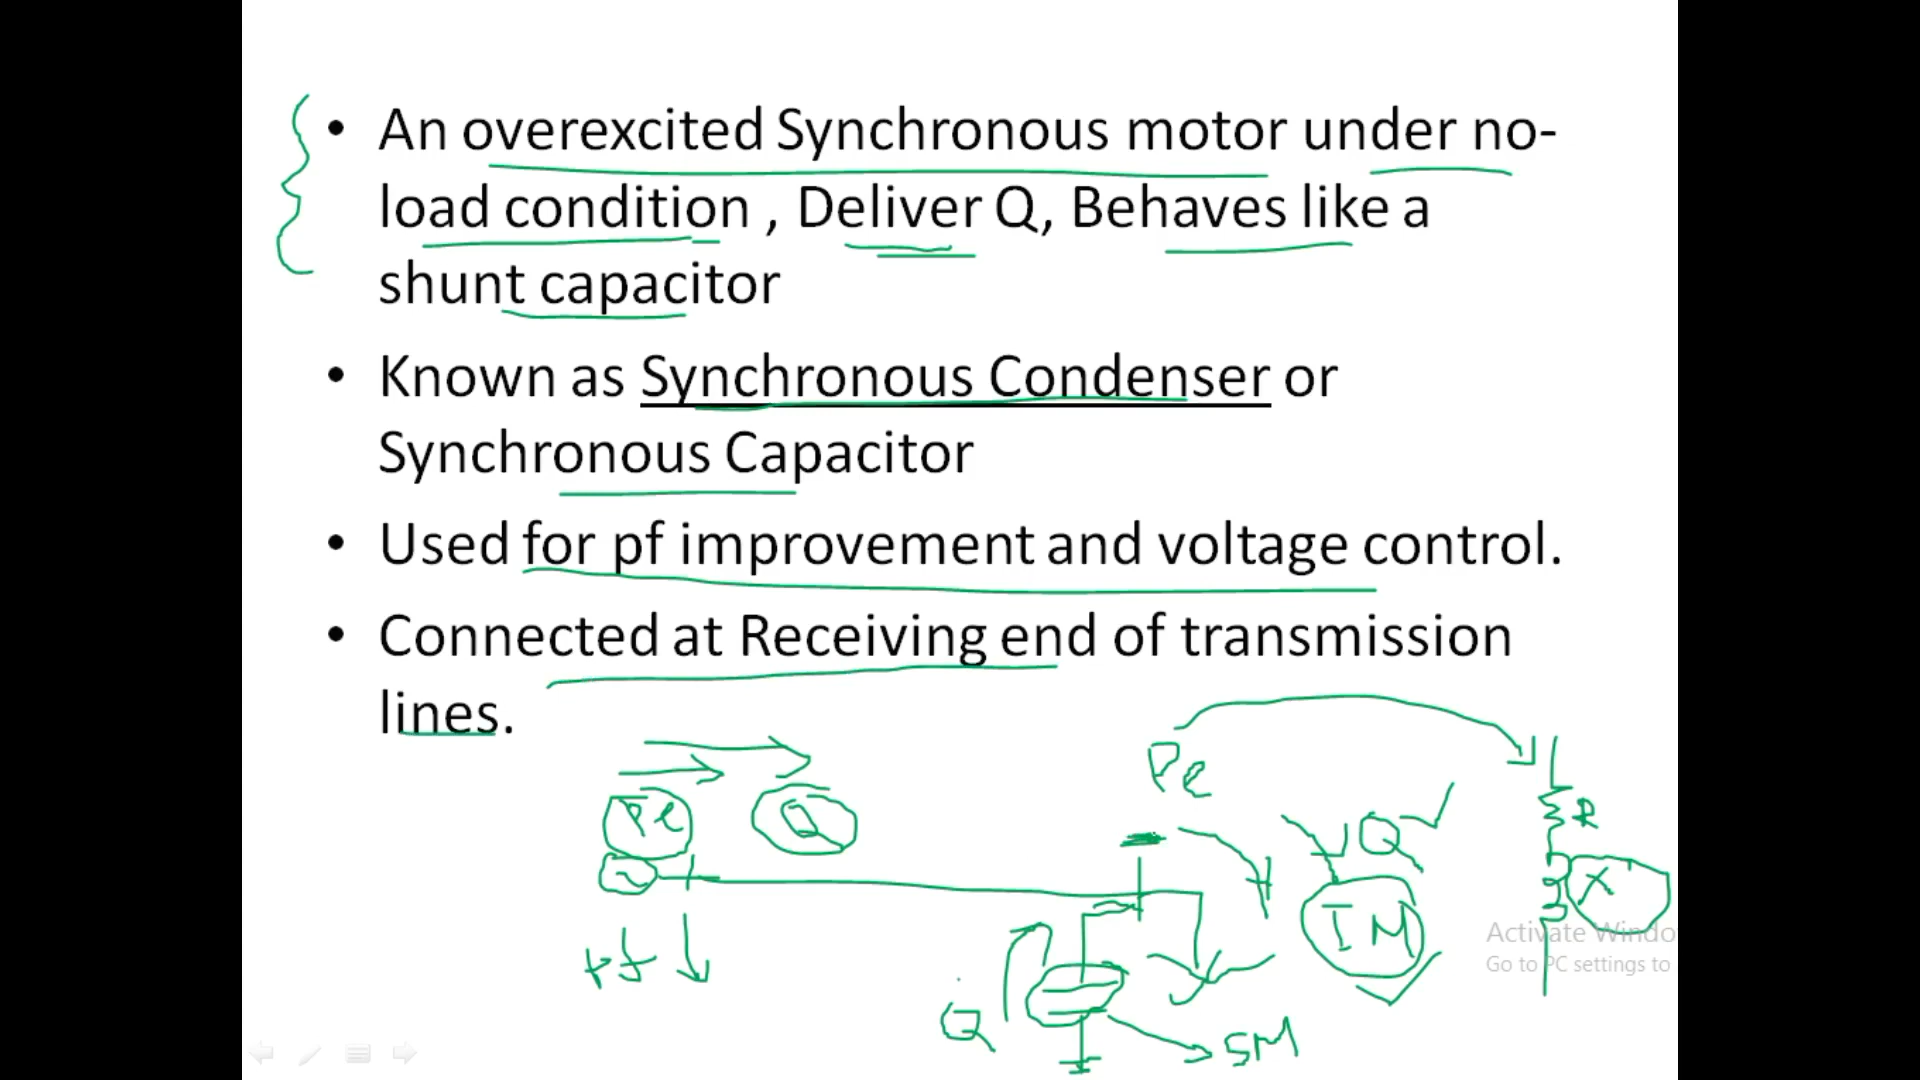 • An overexcited Synchronous motor under no-
load condition , Deliver Q, Behaves like a
shunt capacitor
• Known as Synchronous Condenser or
Synchronous Capacitor
• Used for pf improvement and voltage control.
• Connected at Receiving end of transmission
lines.
Pe
Pe Q
Q
R
X
IM
Activate Windo
Go to PC settings to
Q
SM